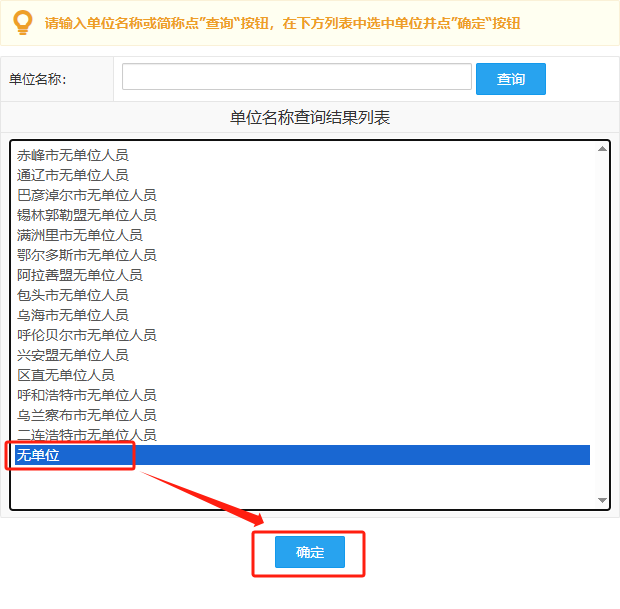 请输入单位名称或简称点”查询“按钮，在下方列表中选中单位并点”确定“按钮
单位名称：
查询
单位名称查询结果列表
赤峰市无单位人员
通辽市无单位人员
巴彦淖尔市无单位人员
锡林郭勒盟无单位人员
满洲里市无单位人员
鄂尔多斯市无单位人员
阿拉善盟无单位人员
包头市无单位人员
乌海市无单位人员
呼伦贝尔市无单位人员
兴安盟无单位人员
区直无单位人员
呼和浩特市无单位人员
乌兰察布市无单位人员
二连浩特市无单位人员
无单位
确定